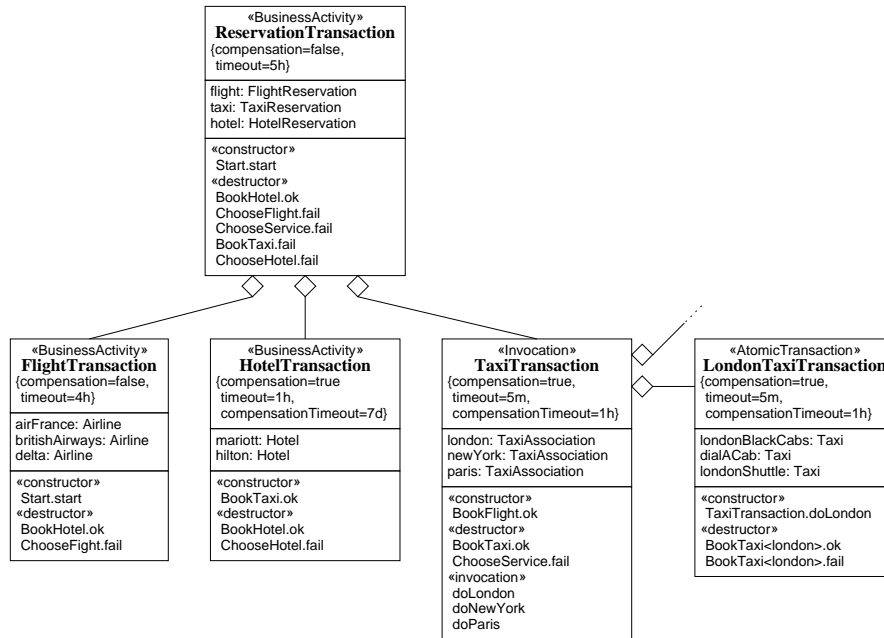 «BusinessActivity»
ReservationTransaction
{compensation=false,
timeout=5h}
flight: FlightReservation
taxi: TaxiReservation
hotel: HotelReservation
«constructor»
Start.start
«destructor»
BookHotel.ok
ChooseFlight.fail
ChooseService.fail
BookTaxi.fail
ChooseHotel.fail
«BusinessActivity»
FlightTransaction
{compensation=false,
timeout=4h}
airFrance: Airline
britishAirways: Airline
delta: Airline
«constructor»
Start.start
«destructor»
BookHotel.ok
ChooseFight.fail
«BusinessActivity»
HotelTransaction
{compensation=true
timeout=1h,
compensationTimeout=7d}
mariott: Hotel
hilton: Hotel
«constructor»
BookTaxi.ok
«destructor»
BookHotel.ok
ChooseHotel.fail
«Invocation»
TaxiTransaction
{compensation=true,
timeout=5m,
compensationTimeout=1h}
london: TaxiAssociation
newYork: TaxiAssociation
paris: TaxiAssociation
«constructor»
BookFlight.ok
«destructor»
BookTaxi.ok
ChooseService.fail
«invocation»
doLondon
doNewYork
doParis
«AtomicTransaction»
LondonTaxiTransaction
{compensation=true,
timeout=5m,
compensationTimeout=1h}
londonBlackCabs: Taxi
dialACab: Taxi
londonShuttle: Taxi
«constructor»
TaxiTransaction.doLondon
«destructor»
BookTaxi<london>.ok
BookTaxi<london>.fail